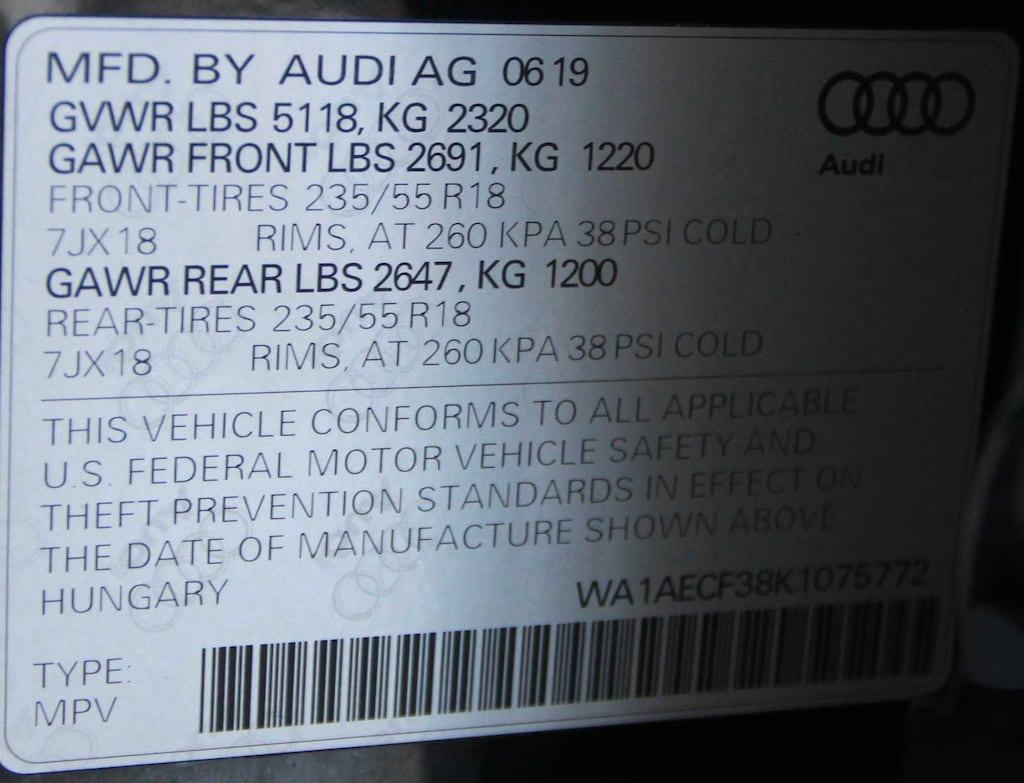 MFD. BY AUDI AG 0619
GVWR LBS 5118, KG 2320
GAWR FRONT LBS 2691, KG 1220
FRONT-TIRES 235/55 R18
7JX18 RIMS, AT 260 KPA 38 PSI COLD
GAWR REAR LBS 2647, KG 1200
REAR-TIRES 235/55 R18
7JX18 RIMS, AT 260 KPA 38 PSI COLD
Audi
THIS VEHICLE CONFORMS TO ALL APPLICABLE
U.S. FEDERAL MOTOR VEHICLE SAFETY AND
THEFT PREVENTION STANDARDS IN EFFECT ON
THE DATE OF MANUFACTURE SHOWN ABOVE
HUNGARY WA1AECF38K1075772
TYPE:
MPV